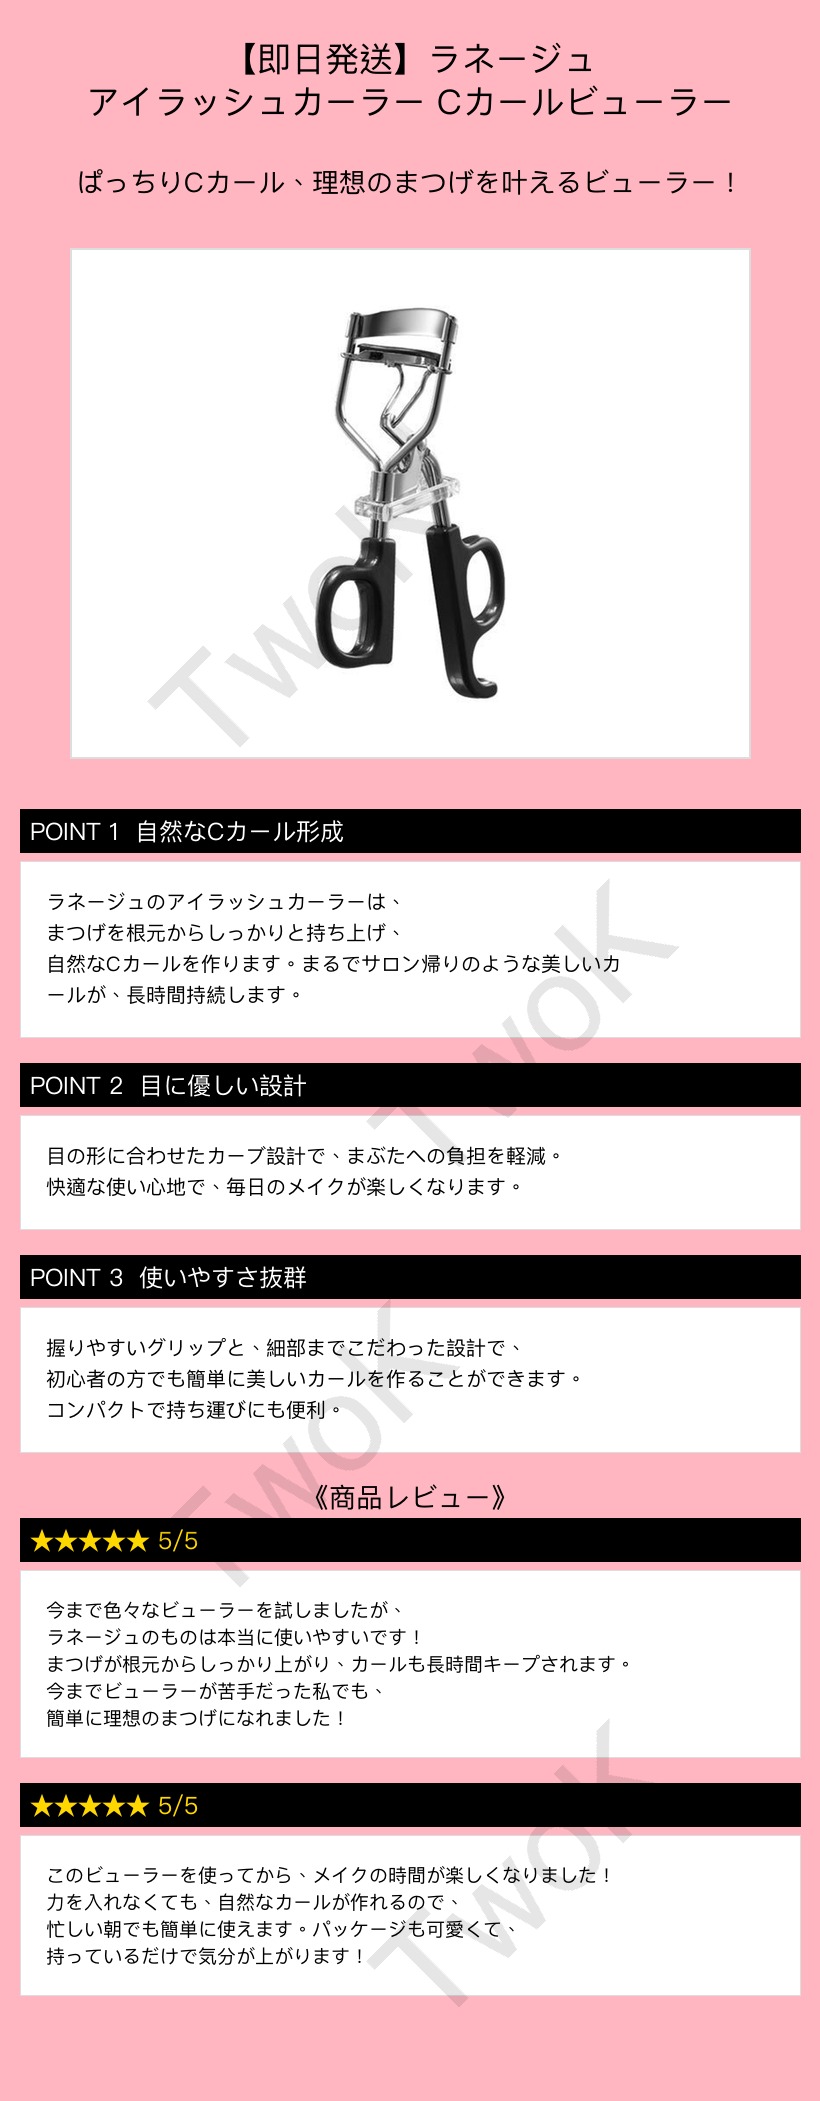 【即日発送】ラネージュ
アイラッシュカーラー Cカールビューラー
ぱっちりCカール、理想のまつげを叶えるビューラー！
TwoK
POINT 1 自然なCカール形成
ラネージュのアイラッシュカーラーは、
まつげを根元からしっかりと持ち上げ、
自然なCカールを作ります。まるでサロン帰りのような美しいカ
ールが、長時間持続します。
TwoK
POINT 2 目に優しい設計
目の形に合わせたカーブ設計で、まぶたへの負担を軽減。
快適な使い心地で、毎日のメイクが楽しくなります。
POINT 3 使いやすさ抜群
握りやすいグリップと、細部までこだわった設計で、
初心者の方でも簡単に美しいカールを作ることができます。
コンパクトで持ち運びにも便利。
TwoK
《商品レビュー》
★★★★★ 5/5
今まで色々なビューラーを試しましたが、
ラネージュのものは本当に使いやすいです！
まつげが根元からしっかり上がり、カールも長時間キープされます。
今までビューラーが苦手だった私でも、
簡単に理想のまつげになれました！
★★★★★ 5/5
このビューラーを使ってから、メイクの時間が楽しくなりました！
力を入れなくても、自然なカールが作れるので、
忙しい朝でも簡単に使えます。パッケージも可愛くて、
持っているだけで気分が上がります！
TwoK